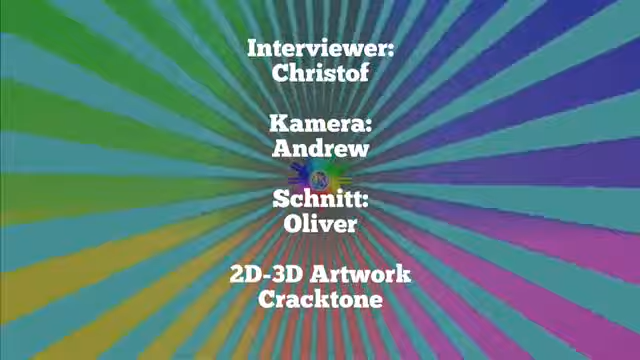 Interviewer:
Christof
Kamera:
Andrew
Schnitt:
Oliver
2D-3D Artwork
Cracktone